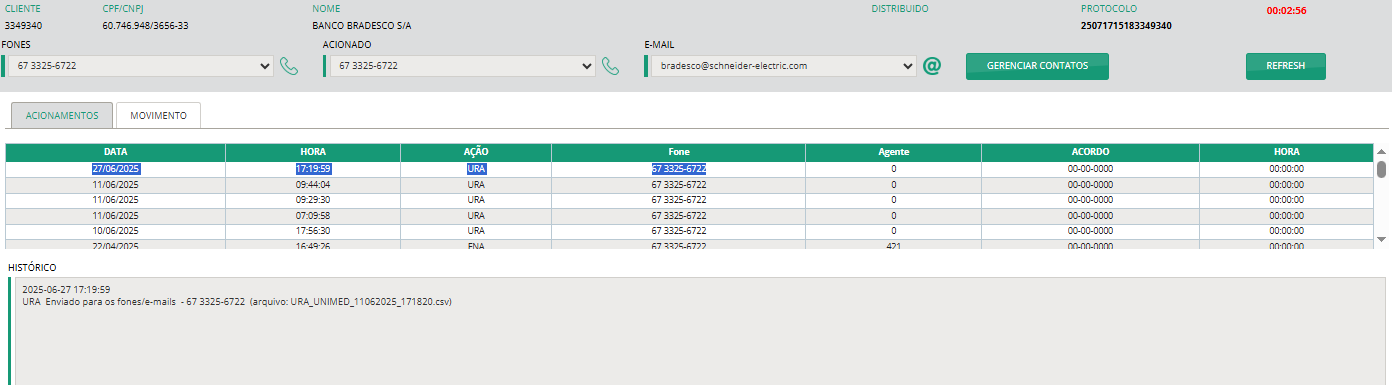 CLIENTE CPF/CNPJ NOME DISTRIBUIDO PROTOCOLO 00:02:56
3349340 60.746.948/3656-33 BANCO BRADESCO S/A 25071715183349340
FONES ACIONADO E-MAIL
67 3325-6722 67 3325-6722 bradesco@schneider-electric.com @ GERENCIAR CONTATOS REFRESH
ACIONAMENTOS MOVIMENTO
DATA HORA AÇÃO Fone Agente ACORDO HORA
27/06/2025 17:19:59 URA 67 3325-6722 0 00-00-0000 00:00:00
11/06/2025 09:44:04 URA 67 3325-6722 0 00-00-0000 00:00:00
11/06/2025 09:29:30 URA 67 3325-6722 0 00-00-0000 00:00:00
11/06/2025 07:09:58 URA 67 3325-6722 0 00-00-0000 00:00:00
10/06/2025 17:56:30 URA 67 3325-6722 0 00-00-0000 00:00:00
22/04/2025 16:49:26 FNA 67 3325-6722 421 00-00-0000 00:00:00
HISTÓRICO
2025-06-27 17:19:59
URA Enviado para os fones/e-mails - 67 3325-6722 (arquivo: URA_UNIMED_11062025_171820.csv)